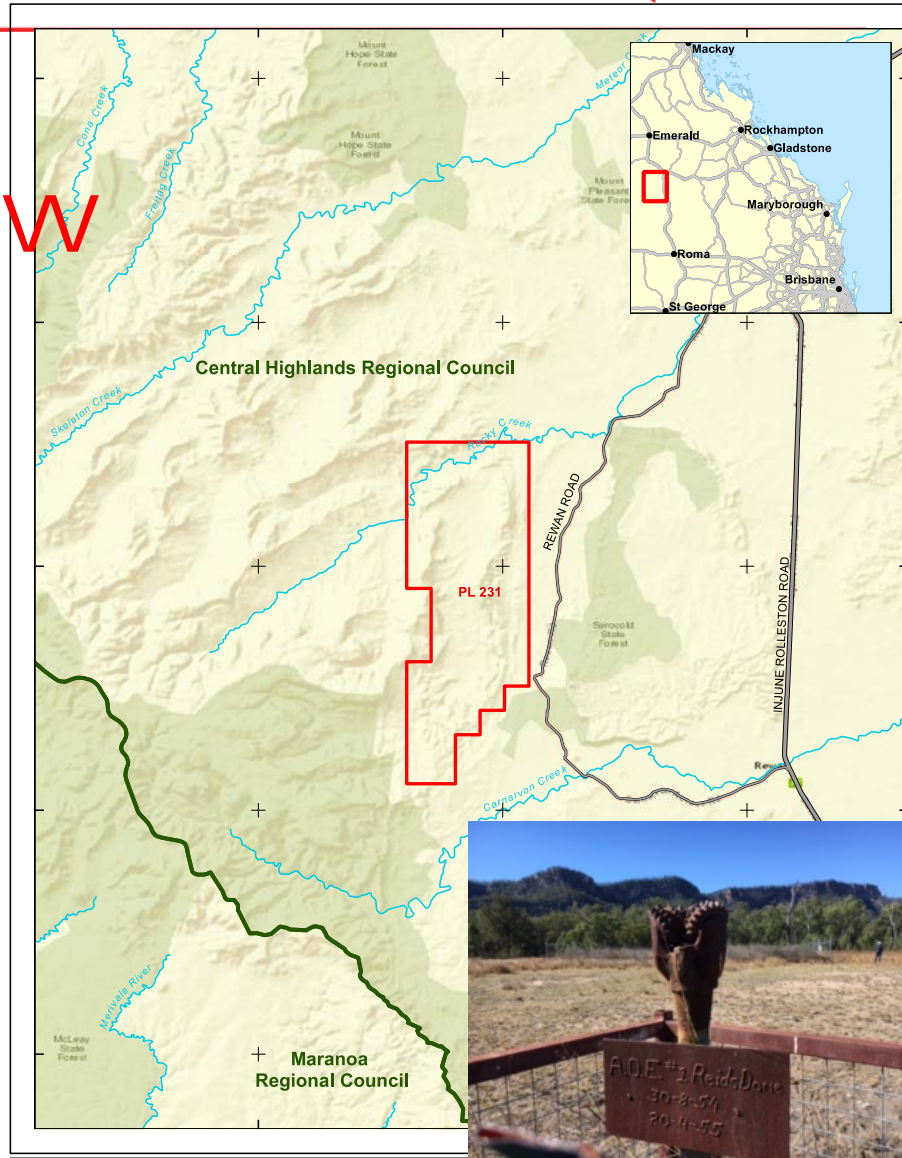 Mount
Hope State
Forest
Meteor Creek
Mackay
Cona Creek
Freitag Creek
Mount
Hope State
Forest
Emerald
Rockhampton
Gladstone
Mount
Pleasant
State Fore
W
Maryborough
Roma
Brisbane
St George
Central Highlands Regional Council
Skeleton Creek
Rocky Creek
REWAN ROAD
INJUNE ROLLESTON ROAD
PL 231
Serocold
State
Forest
Rew
Carnarvon Creek
Merivale River
McLeay
State
Forest
Maranoa
Regional Council
A.O.E. #1 Reids Dome
30-8-54
20-4-55